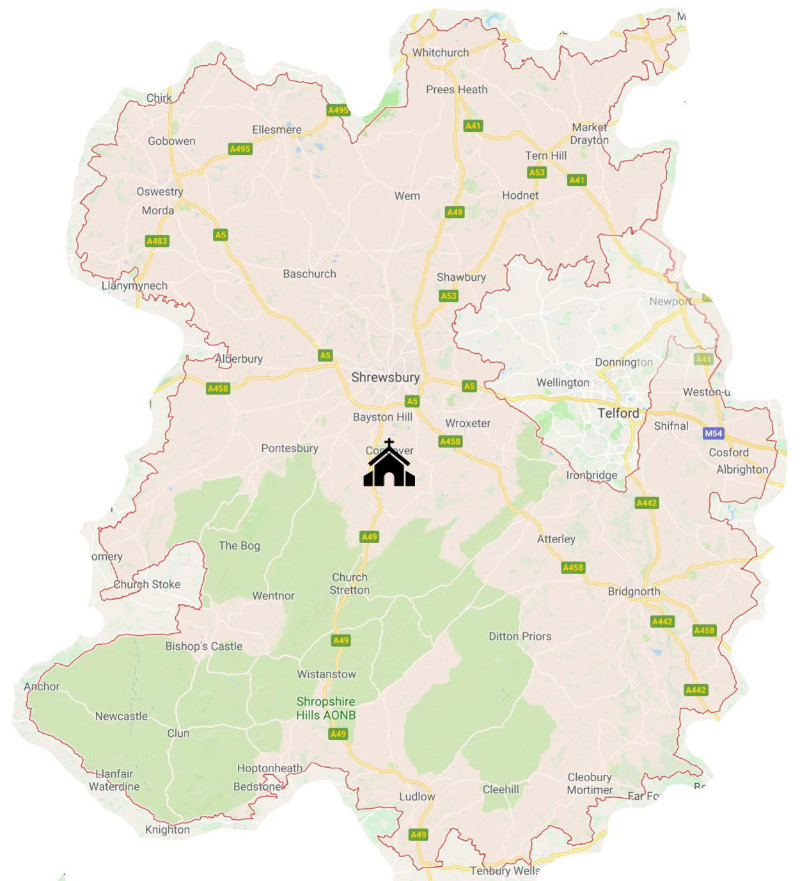 M
Whitchurch
Prees Heath
Chirk
A495
Ellesmere
A41
Market
Drayton
Gobowen
A495
Tern Hill
A53
A41
Oswestry
Wem
Hodnet
Morda
A49
A483
A5
Baschurch
Shawbury
Llanymynech
A53
Newport
A5
Alberbury
Donnington
A41
Shrewsbury
Wellington
A458
A5
Weston-u
A5
Telford
Bayston Hill
Wroxeter
Shifnal
M54
A458
Pontesbury
Cosford
Albrighton
Ironbridge
A442
A49
Atterley
The Bog
omery
A458
Church Stoke
Church
Stretton
Wentnor
Bridgnorth
A442
A458
A49
Ditton Priors
Bishop's Castle
Wistanstow
Anchor
A442
Shropshire
Hills AONB
Newcastle
Clun
A49
Hoptonheath
Llanfair
Waterdine
Bedstone
Cleobury
Mortimer
Cleehill
Ludlow
Knighton
A49
Tenbury Wells